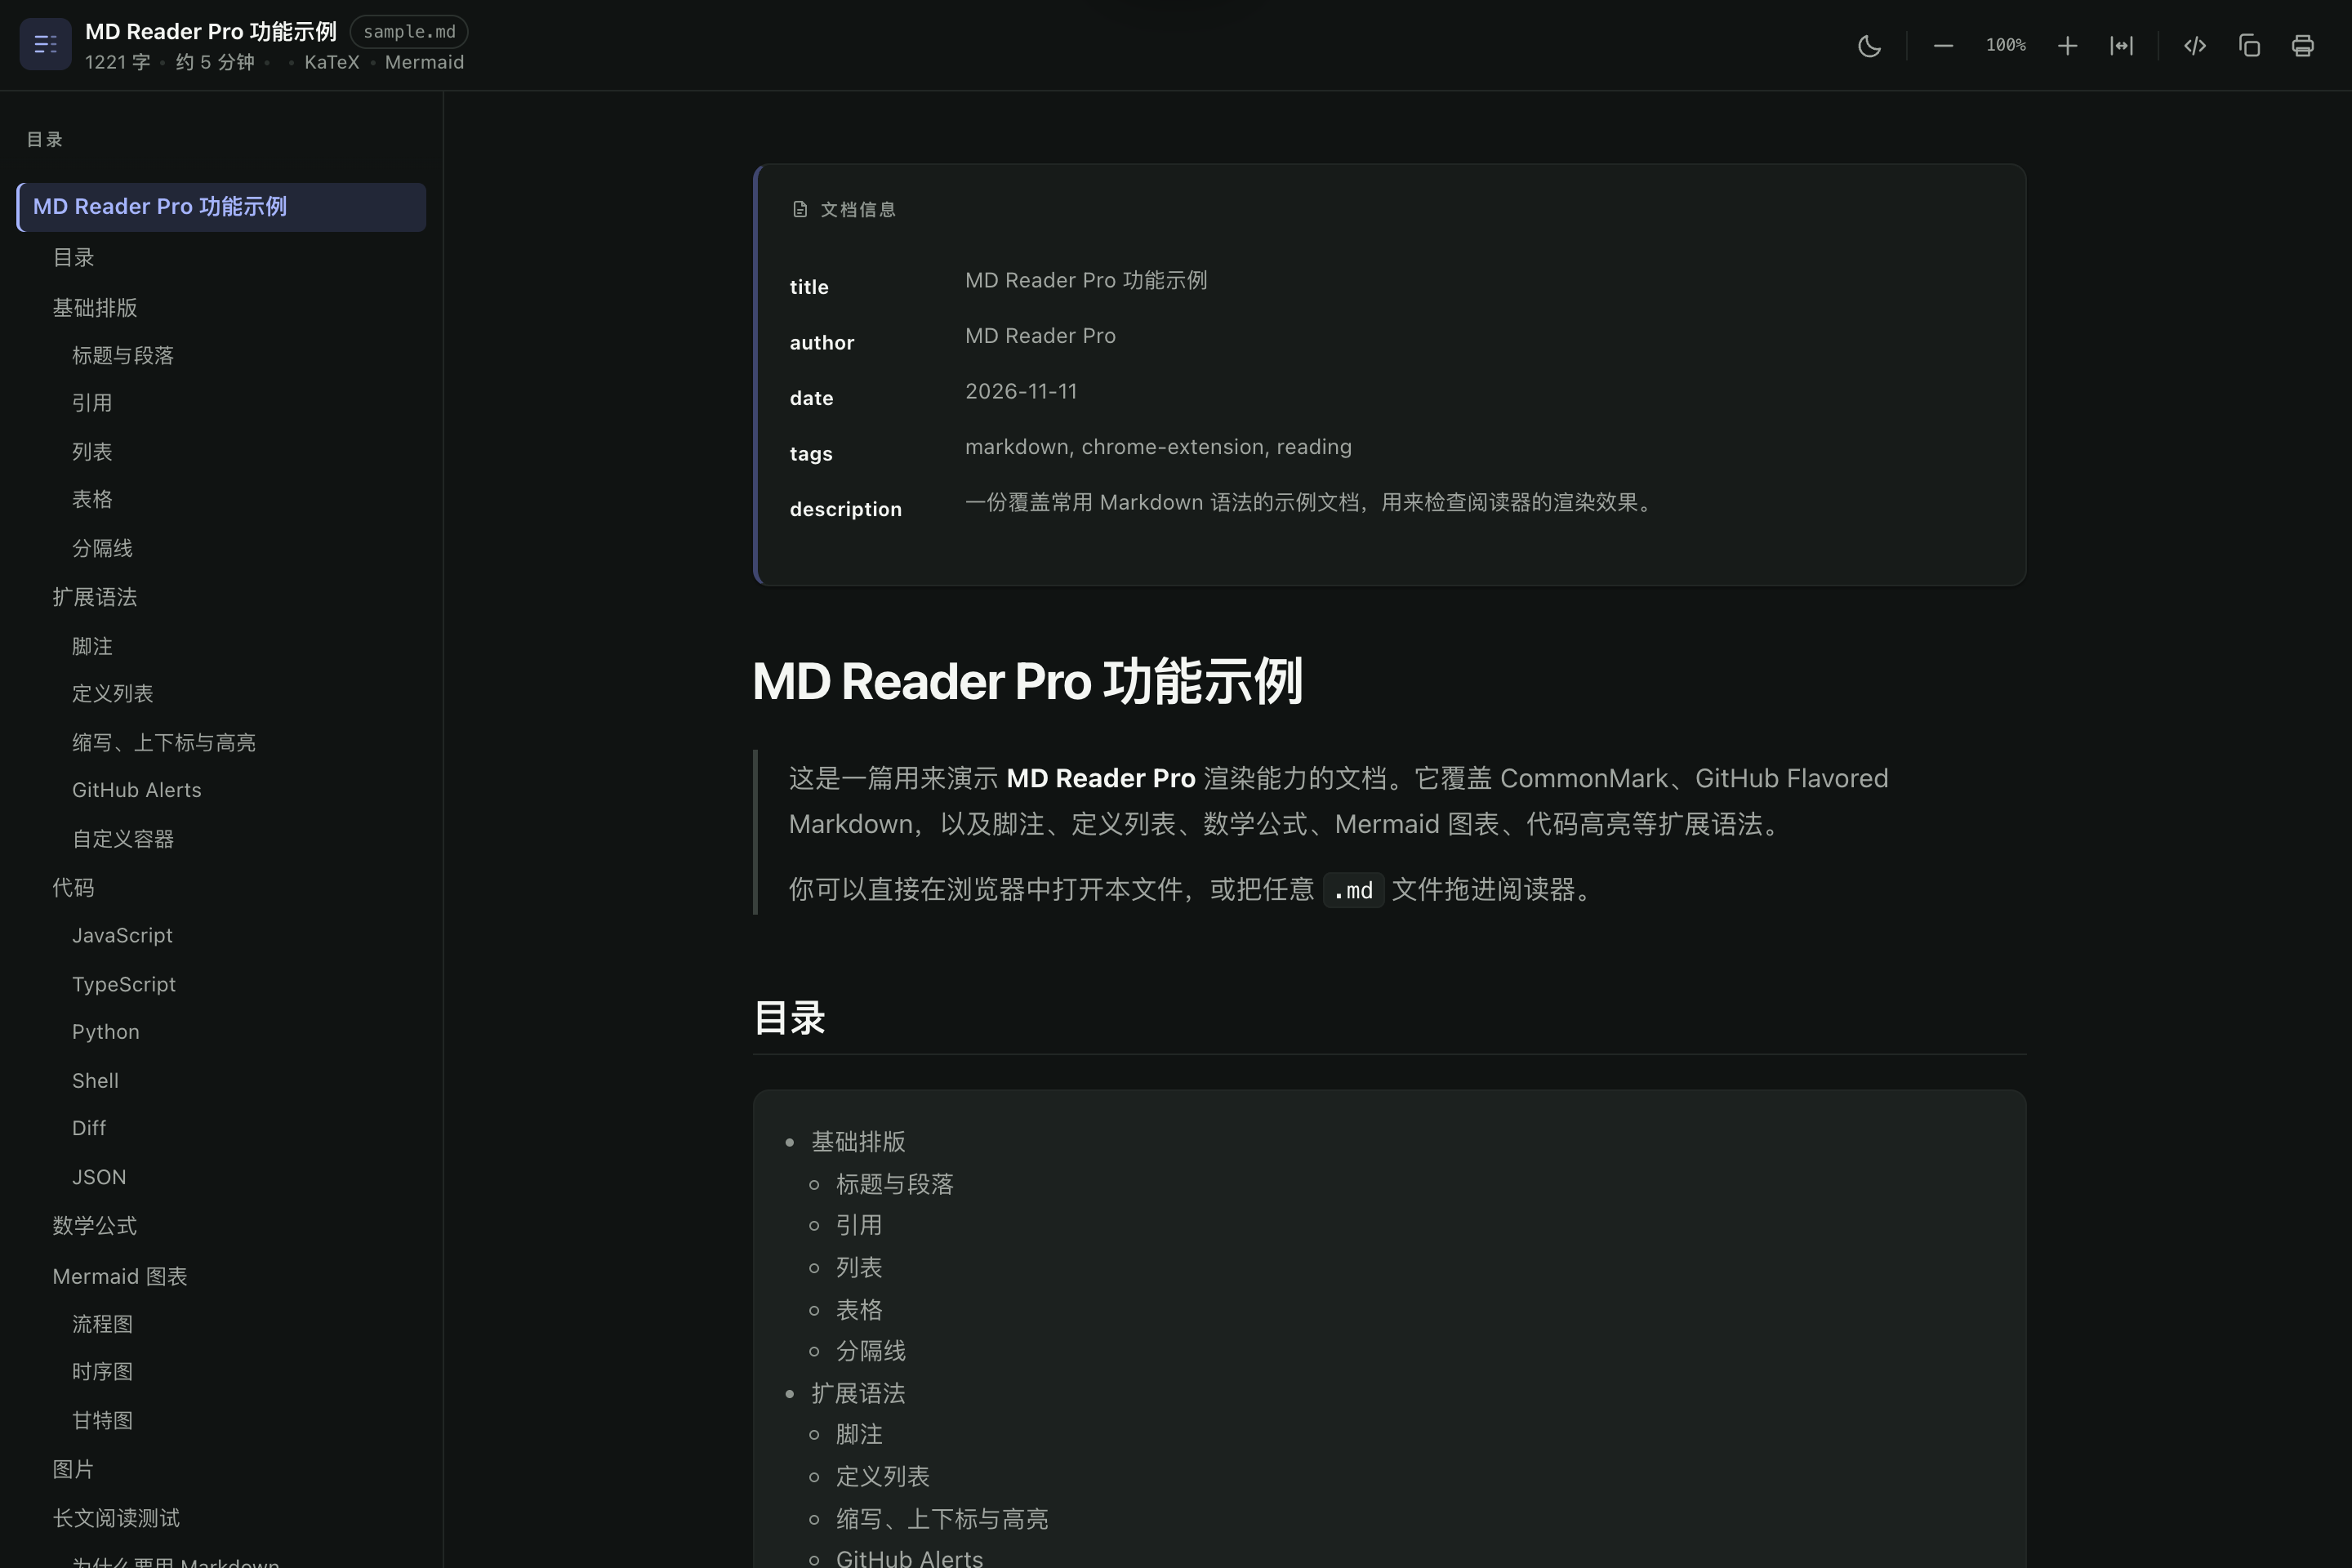 MD Reader Pro 功能示例 sample.md
1221 字 • 约 5 分钟 • • KaTeX • Mermaid
100%
目录
MD Reader Pro 功能示例
目录
基础排版
标题与段落
引用
列表
表格
分隔线
扩展语法
脚注
定义列表
缩写、上下标与高亮
GitHub Alerts
自定义容器
代码
JavaScript
TypeScript
Python
Shell
Diff
JSON
数学公式
Mermaid 图表
流程图
时序图
甘特图
图片
长文阅读测试
为什么要用 Markdown
文档信息
title MD Reader Pro 功能示例
author MD Reader Pro
date 2026-11-11
tags markdown, chrome-extension, reading
description 一份覆盖常用 Markdown 语法的示例文档，用来检查阅读器的渲染效果。
MD Reader Pro 功能示例
这是一篇用来演示 MD Reader Pro 渲染能力的文档。它覆盖 CommonMark、GitHub Flavored
Markdown，以及脚注、定义列表、数学公式、Mermaid 图表、代码高亮等扩展语法。
你可以直接在浏览器中打开本文件，或把任意 .md 文件拖进阅读器。
目录
• 基础排版
◦ 标题与段落
◦ 引用
◦ 列表
◦ 表格
◦ 分隔线
• 扩展语法
◦ 脚注
◦ 定义列表
◦ 缩写、上下标与高亮
◦ GitHub Alerts